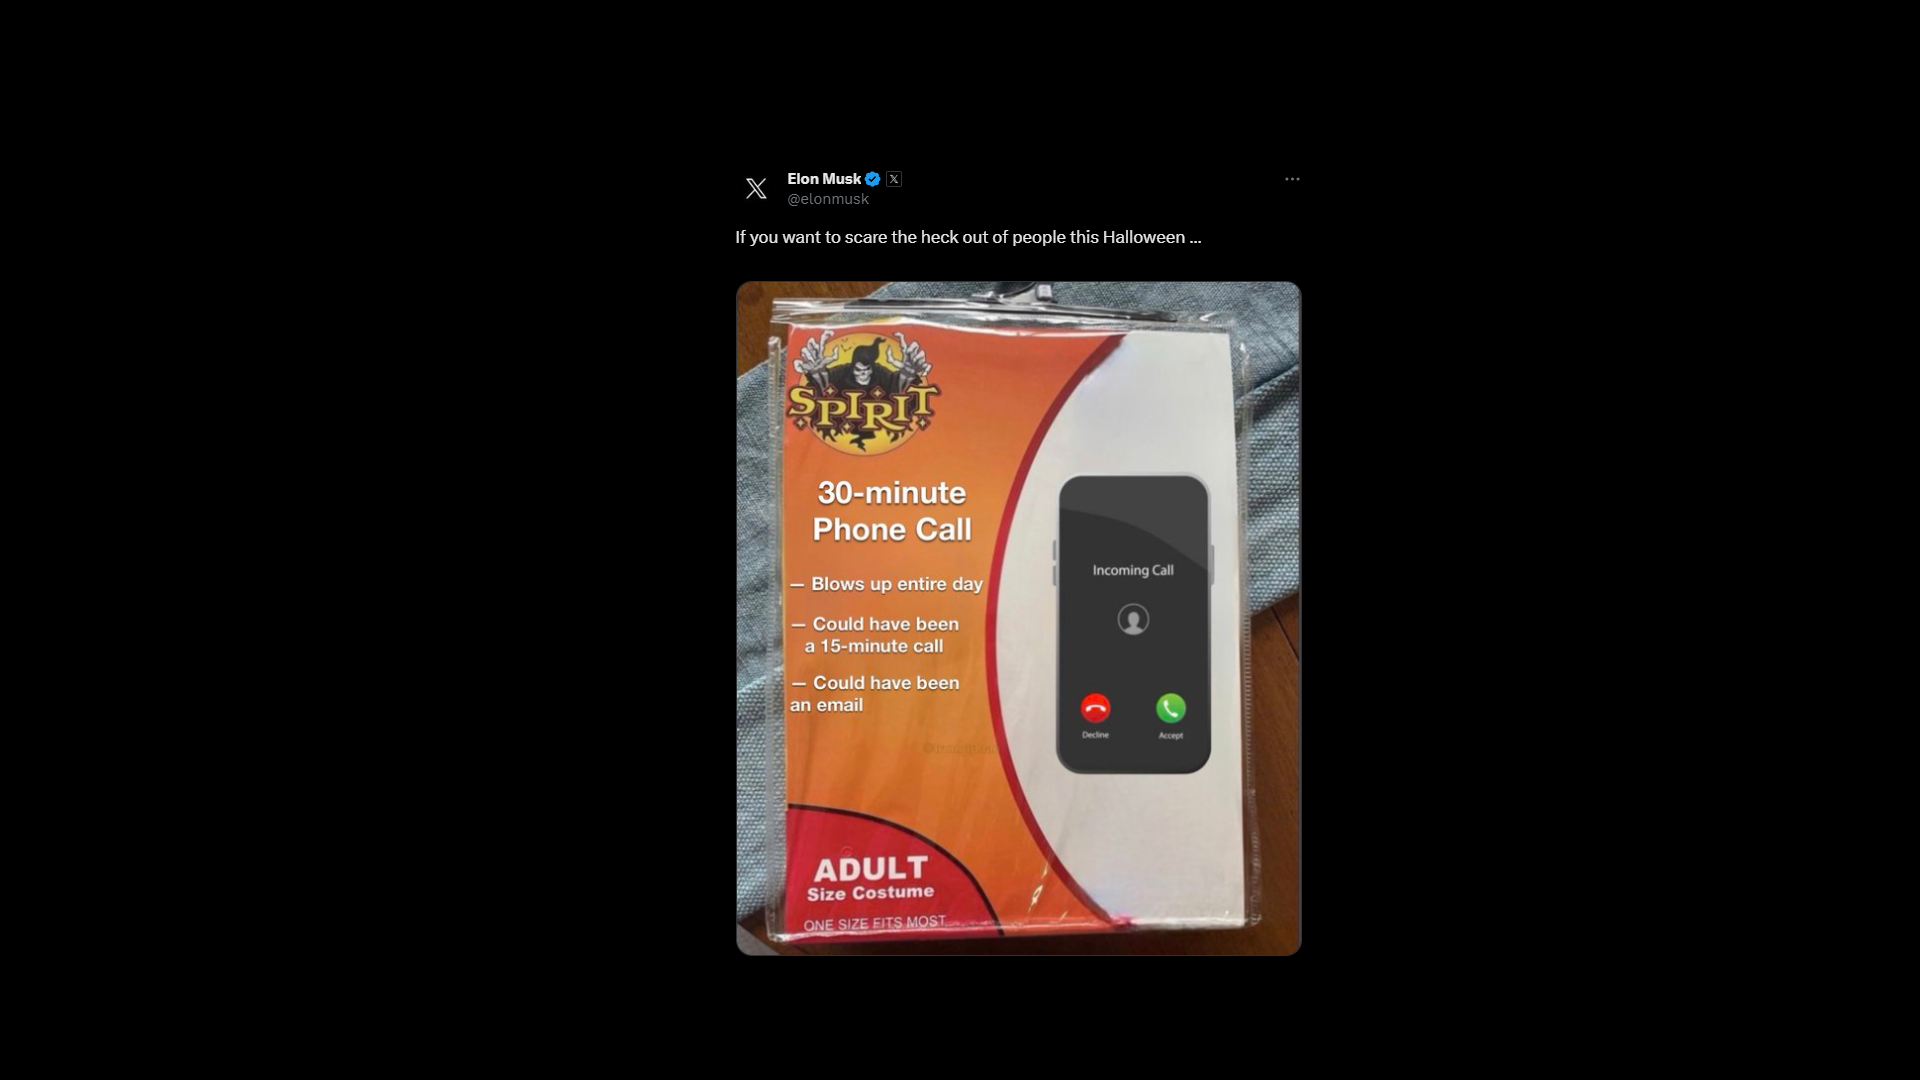 Elon Musk
@elonmusk
If you want to scare the heck out of people this Halloween ...
SPIRIT
30-minute
Phone Call
— Blows up entire day
— Could have been
a 15-minute call
— Could have been
an email
Incoming Call
Decline
Accept
ADULT
Size Costume
ONE SIZE FITS MOST